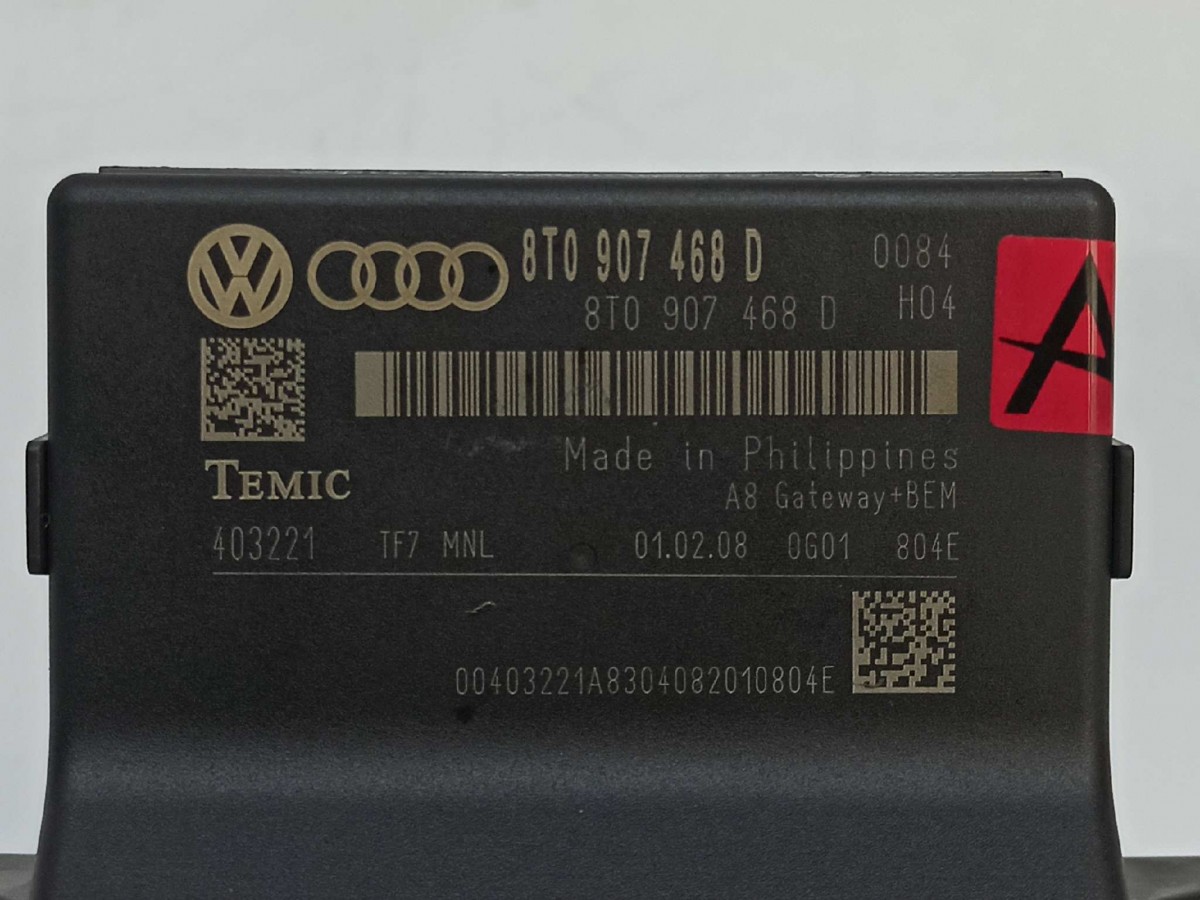 8T0 907 468 D 0084
8T0 907 468 D H04
A
TEMIC
Made in Philippines
A8 Gateway+BEM
403221 TF7 MNL 01.02.08 0G01 804E
00403221A8304082010804E